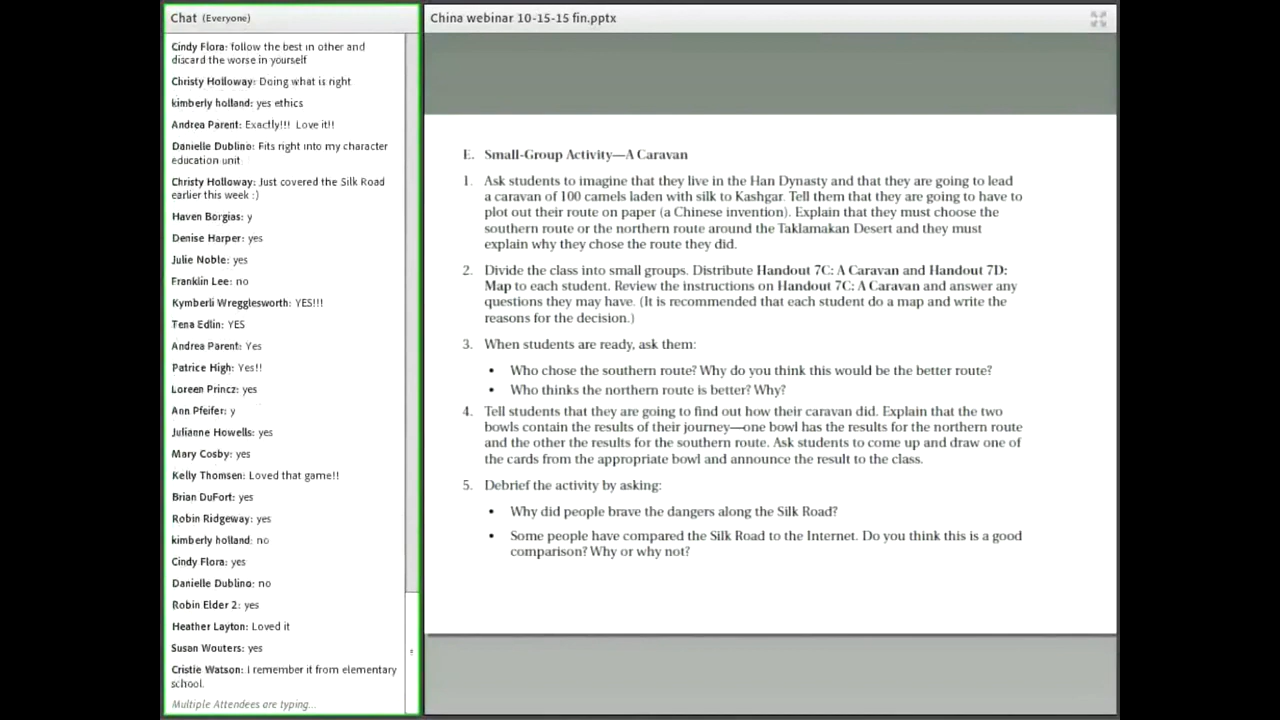 Chat (Everyone)
Cindy Flora: follow the best in other and
discard the worse in yourself
Christy Holloway: Doing what is right
kimberly holland: yes ethics
Andrea Parent: Exactly!!! Love it!!
Danielle Dublino: Fits right into my character
education unit
Christy Holloway: Just covered the Silk Road
earlier this week :)
Haven Borgias: y
Denise Harper: yes
Julie Noble: yes
Franklin Lee: no
Kymberli Wregglesworth: YES!!!
Tena Edlin: YES
Andrea Parent: Yes
Patrice High: Yes!!
Loreen Princz: yes
Ann Pfeifer: y
Julianne Howells: yes
Mary Cosby: yes
Kelly Thomsen: Loved that game!!
Brian DuFort: yes
Robin Ridgeway: yes
kimberly holland: no
Cindy Flora: yes
Danielle Dublino: no
Robin Elder 2: yes
Heather Layton: Loved it
Susan Wouters: yes
Cristie Watson: I remember it from elementary
school.
Multiple Attendees are typing...
China webinar 10-15-15 fin.pptx
E. Small-Group Activity—A Caravan
1. Ask students to imagine that they live in the Han Dynasty and that they are going to lead
a caravan of 100 camels laden with silk to Kashgar. Tell them that they are going to have to
plot out their route on paper (a Chinese invention). Explain that they must choose the
southern route or the northern route around the Taklamakan Desert and they must
explain why they chose the route they did.
2. Divide the class into small groups. Distribute Handout 7C: A Caravan and Handout 7D:
Map to each student. Review the instructions on Handout 7C: A Caravan and answer any
questions they may have. (It is recommended that each student do a map and write the
reasons for the decision.)
3. When students are ready, ask them:
• Who chose the southern route? Why do you think this would be the better route?
• Who thinks the northern route is better? Why?
4. Tell students that they are going to find out how their caravan did. Explain that the two
bowls contain the results of their journey—one bowl has the results for the northern route
and the other the results for the southern route. Ask students to come up and draw one of
the cards from the appropriate bowl and announce the result to the class.
5. Debrief the activity by asking:
• Why did people brave the dangers along the Silk Road?
• Some people have compared the Silk Road to the Internet. Do you think this is a good
comparison? Why or why not?